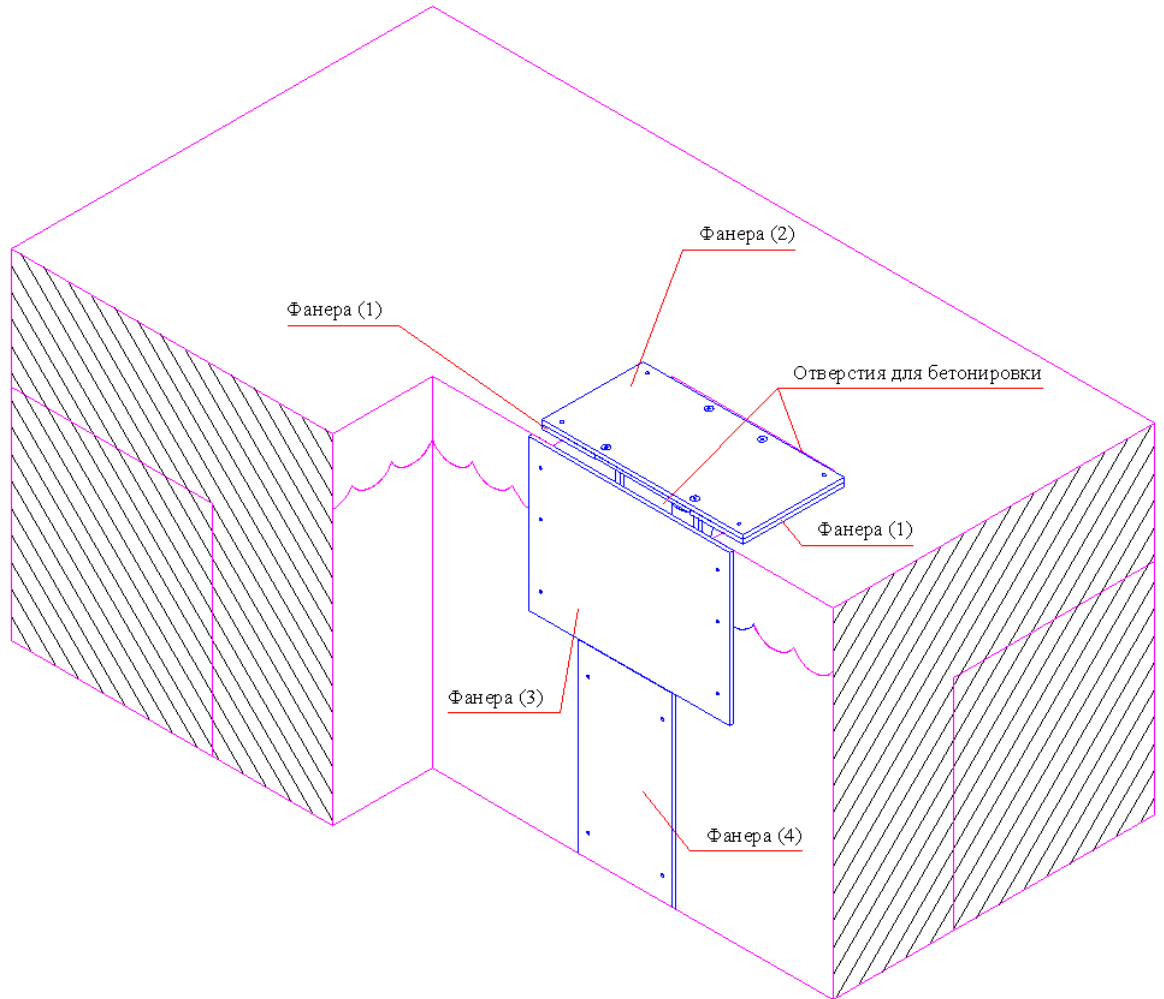 Фанера (2)
Фанера (1)
Отверстия для бетонировки
Фанера (1)
Фанера (3)
Фанера (4)